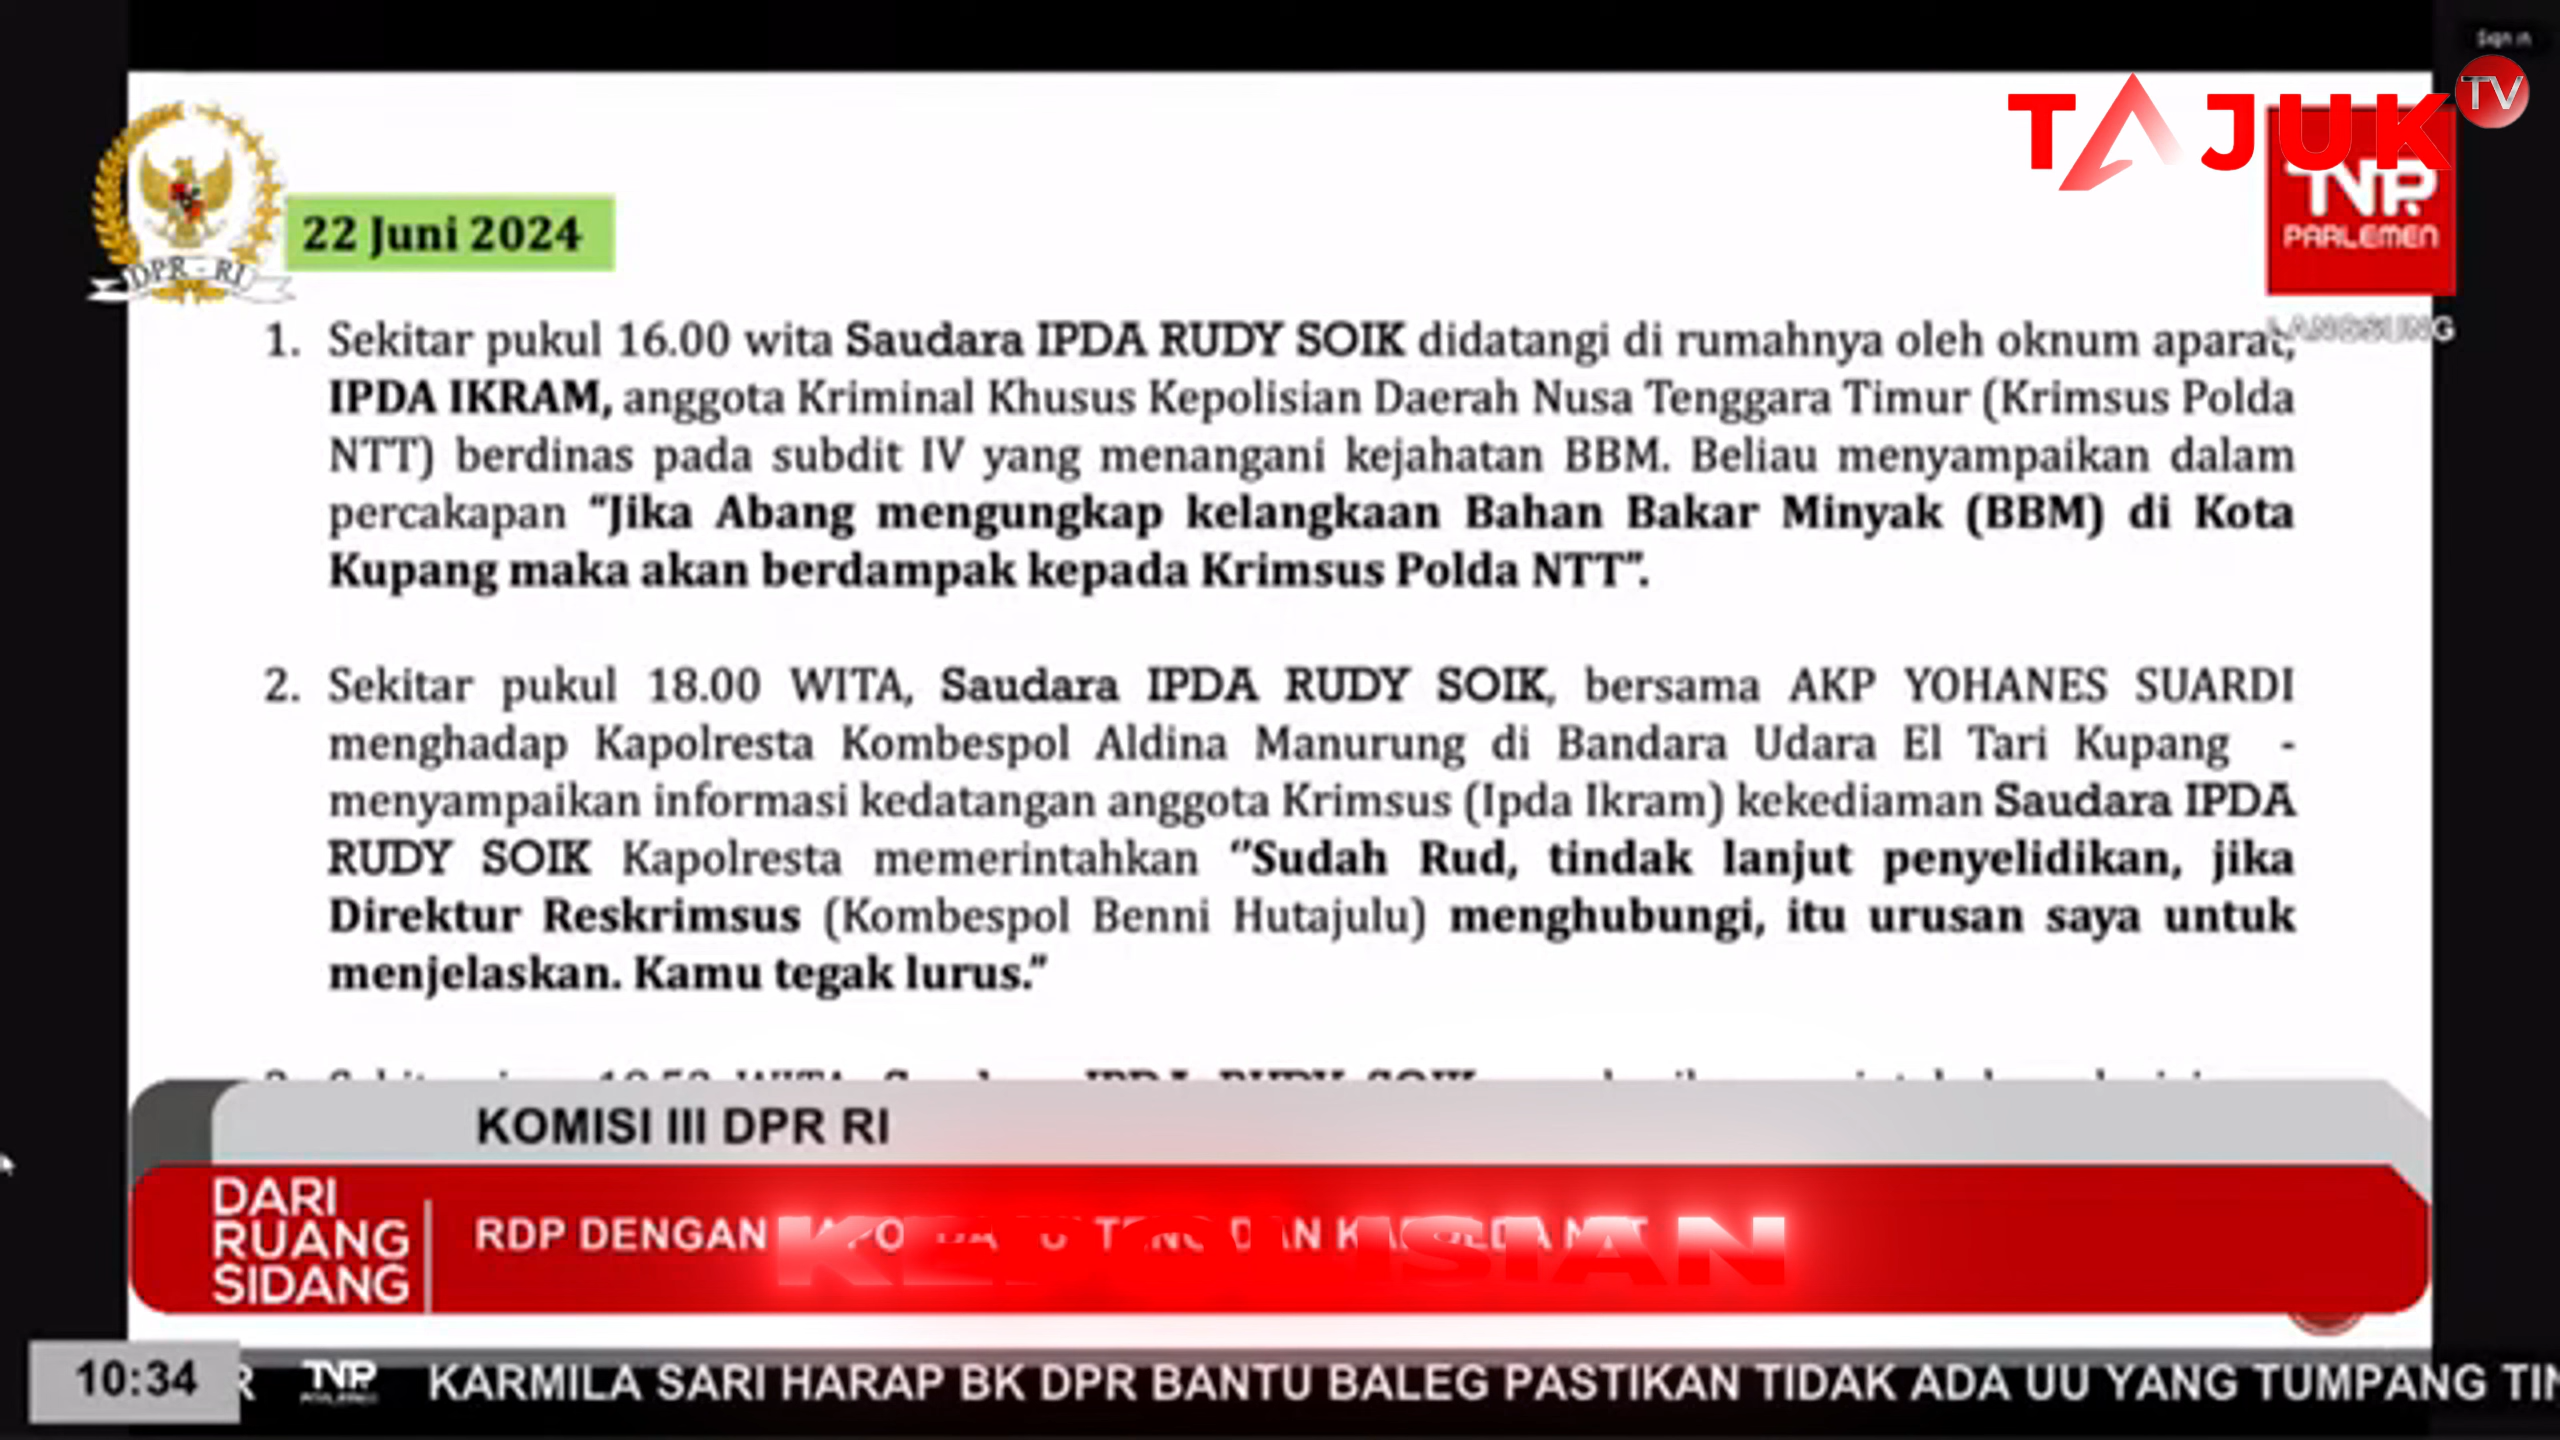 Sign in
TAJUK TV
TVP
PARLEMEN
LANGSUNG
DPR - RI
22 Juni 2024
1. Sekitar pukul 16.00 wita Saudara IPDA RUDY SOIK didatangi di rumahnya oleh oknum aparat,
IPDA IKRAM, anggota Kriminal Khusus Kepolisian Daerah Nusa Tenggara Timur (Krimsus Polda
NTT) berdinas pada subdit IV yang menangani kejahatan BBM. Beliau menyampaikan dalam
percakapan “Jika Abang mengungkap kelangkaan Bahan Bakar Minyak (BBM) di Kota
Kupang maka akan berdampak kepada Krimsus Polda NTT”.
2. Sekitar pukul 18.00 WITA, Saudara IPDA RUDY SOIK, bersama AKP YOHANES SUARDI
menghadap Kapolresta Kombespol Aldina Manurung di Bandara Udara El Tari Kupang -
menyampaikan informasi kedatangan anggota Krimsus (Ipda Ikram) kekediaman Saudara IPDA
RUDY SOIK Kapolresta memerintahkan ‘’Sudah Rud, tindak lanjut penyelidikan, jika
Direktur Reskrimsus (Kombespol Benni Hutajulu) menghubungi, itu urusan saya untuk
menjelaskan. Kamu tegak lurus.”
KOMISI III DPR RI
DARI
RUANG
SIDANG
RDP DENGAN
KEPOLISIAN
10:34
R TVP PARLEMEN KARMILA SARI HARAP BK DPR BANTU BALEG PASTIKAN TIDAK ADA UU YANG TUMPANG